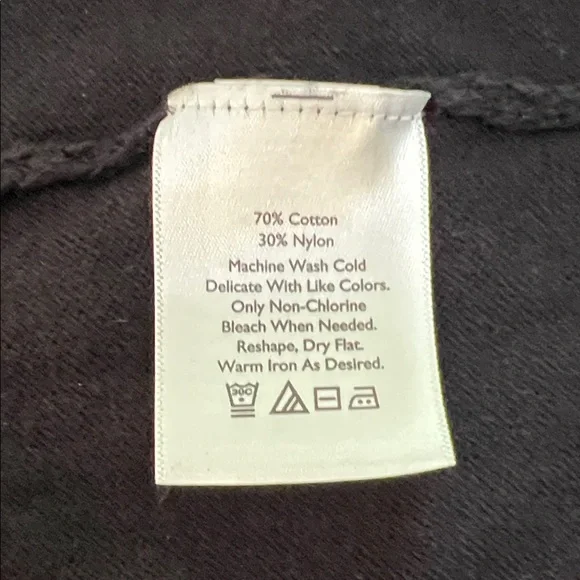 70% Cotton
30% Nylon
Machine Wash Cold
Delicate With Like Colors.
Only Non-Chlorine
Bleach When Needed.
Reshape, Dry Flat.
Warm Iron As Desired.
30C